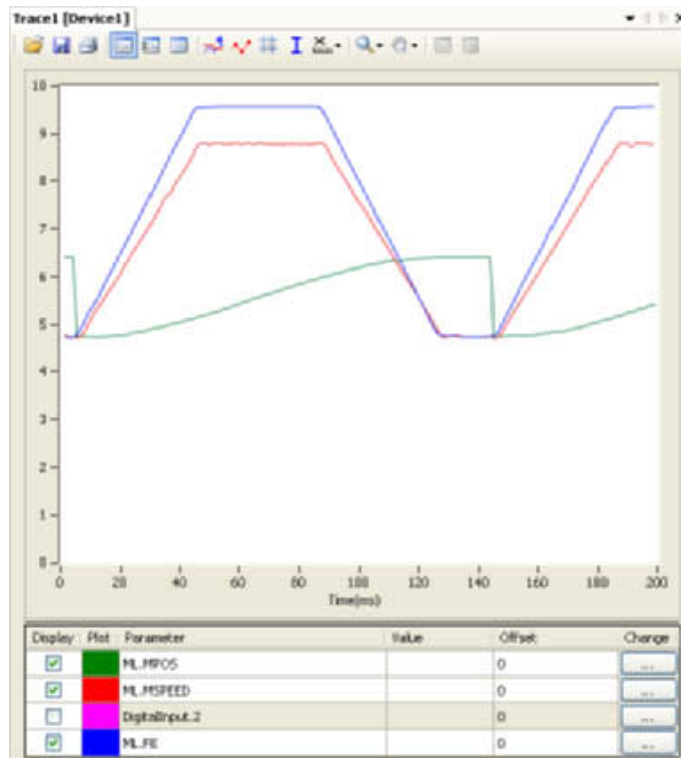 Trace1 [Device1]
10
9
8
7
6
5
4
3
2
1
0
0 20 40 60 80 100 120 140 160 180 200
Time(ms)
Display Plot Parameter Value Offset Change
ML.MPOS 0 ...
ML.MSPEED 0 ...
DigitalInput.2 0 ...
ML.FE 0 ...